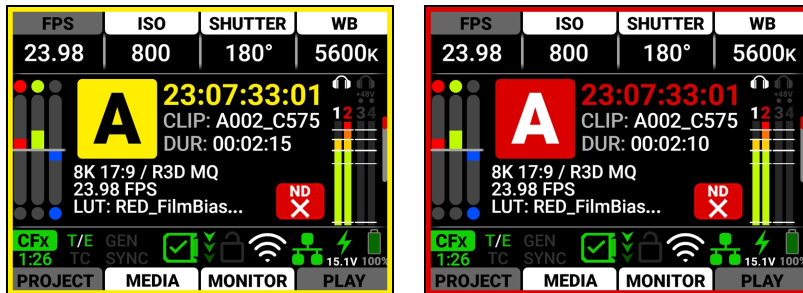 FPS ISO SHUTTER WB
23.98 800 180° 5600K
A
23:07:33:01
+48V
CLIP: A002_C575
1 2 3 4
DUR: 00:02:15
8K 17:9 / R3D MQ
23.98 FPS
LUT: RED_FilmBias...
ND
CFx T/E GEN
1:26 TC SYNC 15.1V 100%
PROJECT MEDIA MONITOR PLAY
FPS ISO SHUTTER WB
23.98 800 180° 5600K
A
23:07:33:01
+48V
CLIP: A002_C575
1 2 3 4
DUR: 00:02:10
8K 17:9 / R3D MQ
23.98 FPS
LUT: RED_FilmBias...
ND
CFx T/E GEN
1:26 TC SYNC 15.1V 100%
PROJECT MEDIA MONITOR PLAY